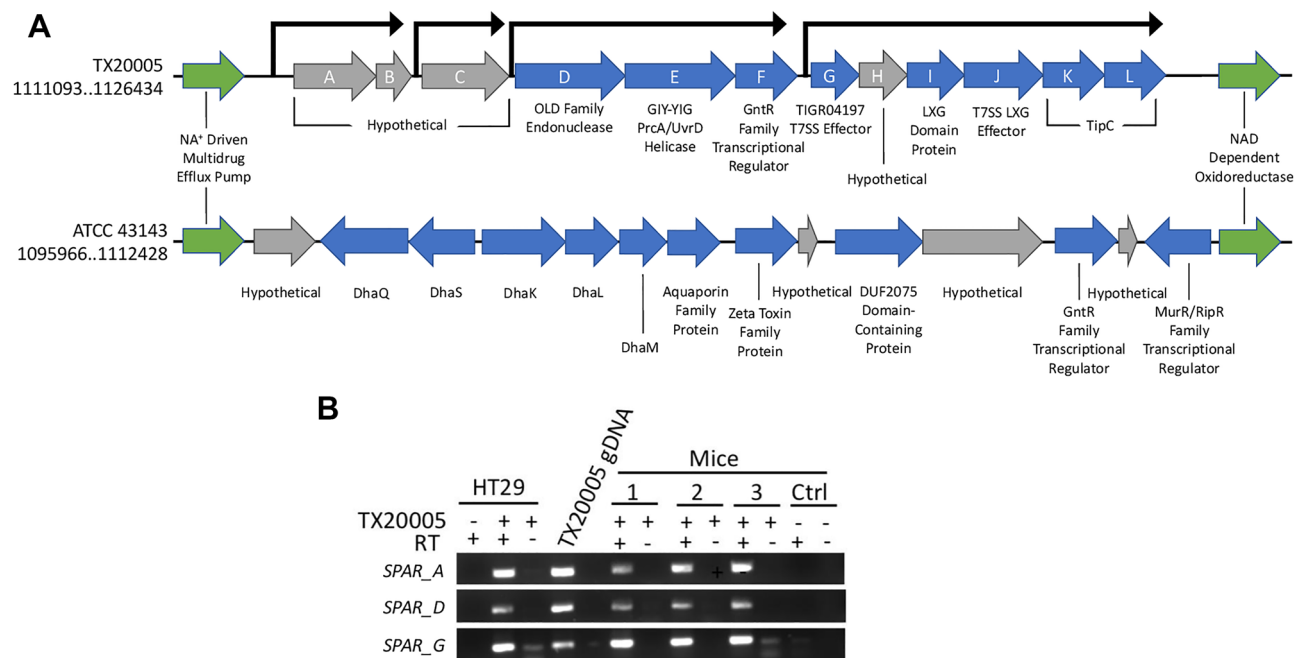 A
TX20005
1111093..1126434
A B C D E F G H I J K L
Hypothetical
OLD Family
Endonuclease
GIY-YIG
PrcA/UvrD
Helicase
GntR
Family
Transcriptional
Regulator
TIGR04197
T7SS Effector
Hypothetical
LXG
Domain
Protein
T7SS LXG
Effector
TipC
NA+ Driven
Multidrug
Efflux Pump
NAD
Dependent
Oxidoreductase
ATCC 43143
1095966..1112428
Hypothetical
DhaQ
DhaS
DhaK
DhaL
DhaM
Aquaporin
Family
Protein
Zeta Toxin
Family
Protein
Hypothetical
DUF2075
Domain-
Containing
Protein
Hypothetical
GntR
Family
Transcriptional
Regulator
Hypothetical
MurR/RipR
Family
Transcriptional
Regulator
B
HT29
TX20005 gDNA
Mice
1 2 3 Ctrl
TX20005 - + + + + + + + + - -
RT + + - + - + - + - + -
SPAR_A
+ -
SPAR_D
SPAR_G